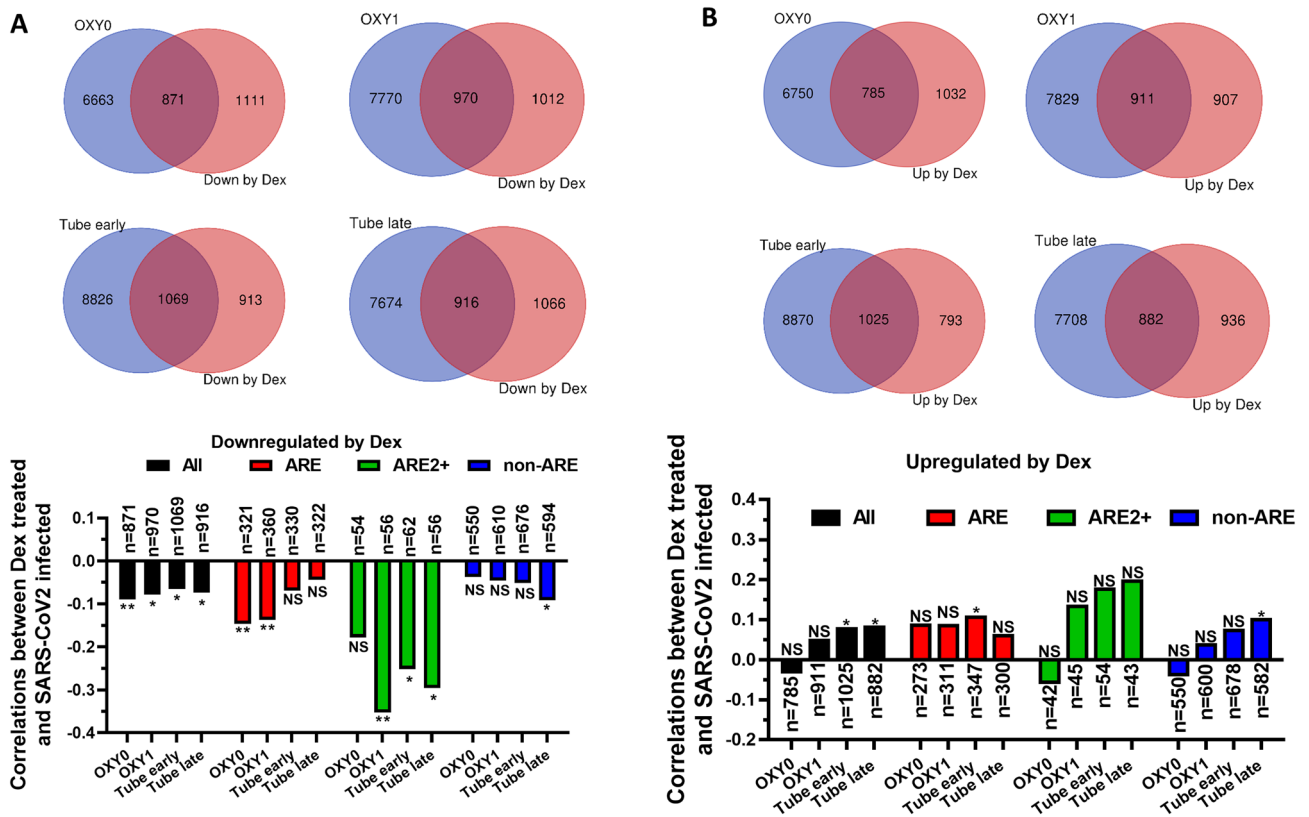 A
OXY0
6663
871
1111
Down by Dex
OXY1
7770
970
1012
Down by Dex
Tube early
8826
1069
913
Down by Dex
Tube late
7674
916
1066
Down by Dex
Downregulated by Dex
All
ARE
ARE2+
non-ARE
Correlations between Dex treated
and SARS-CoV2 infected
0.1
0.0
-0.1
-0.2
-0.3
-0.4
n=871
n=970
n=1069
n=916
n=321
n=360
n=330
n=322
n=54
n=56
n=62
n=56
n=550
n=610
n=676
n=594
**
*
*
*
**
**
NS
NS
NS
**
*
*
NS
NS
NS
*
OXY0
OXY1
Tube early
Tube late
OXY0
OXY1
Tube early
Tube late
OXY0
OXY1
Tube early
Tube late
OXY0
OXY1
Tube early
Tube late
B
OXY0
6750
785
1032
Up by Dex
OXY1
7829
911
907
Up by Dex
Tube early
8870
1025
793
Up by Dex
Tube late
7708
882
936
Up by Dex
Upregulated by Dex
All
ARE
ARE2+
non-ARE
Correlations between Dex treated
and SARS-CoV2 infected
0.4
0.3
0.2
0.1
0.0
-0.1
-0.2
NS
NS
*
*
NS
NS
*
NS
NS
NS
NS
NS
NS
NS
NS
*
n=785
n=911
n=1025
n=882
n=273
n=311
n=347
n=300
n=42
n=45
n=54
n=43
n=550
n=600
n=678
n=582
OXY0
OXY1
Tube early
Tube late
OXY0
OXY1
Tube early
Tube late
OXY0
OXY1
Tube early
Tube late
OXY0
OXY1
Tube early
Tube late